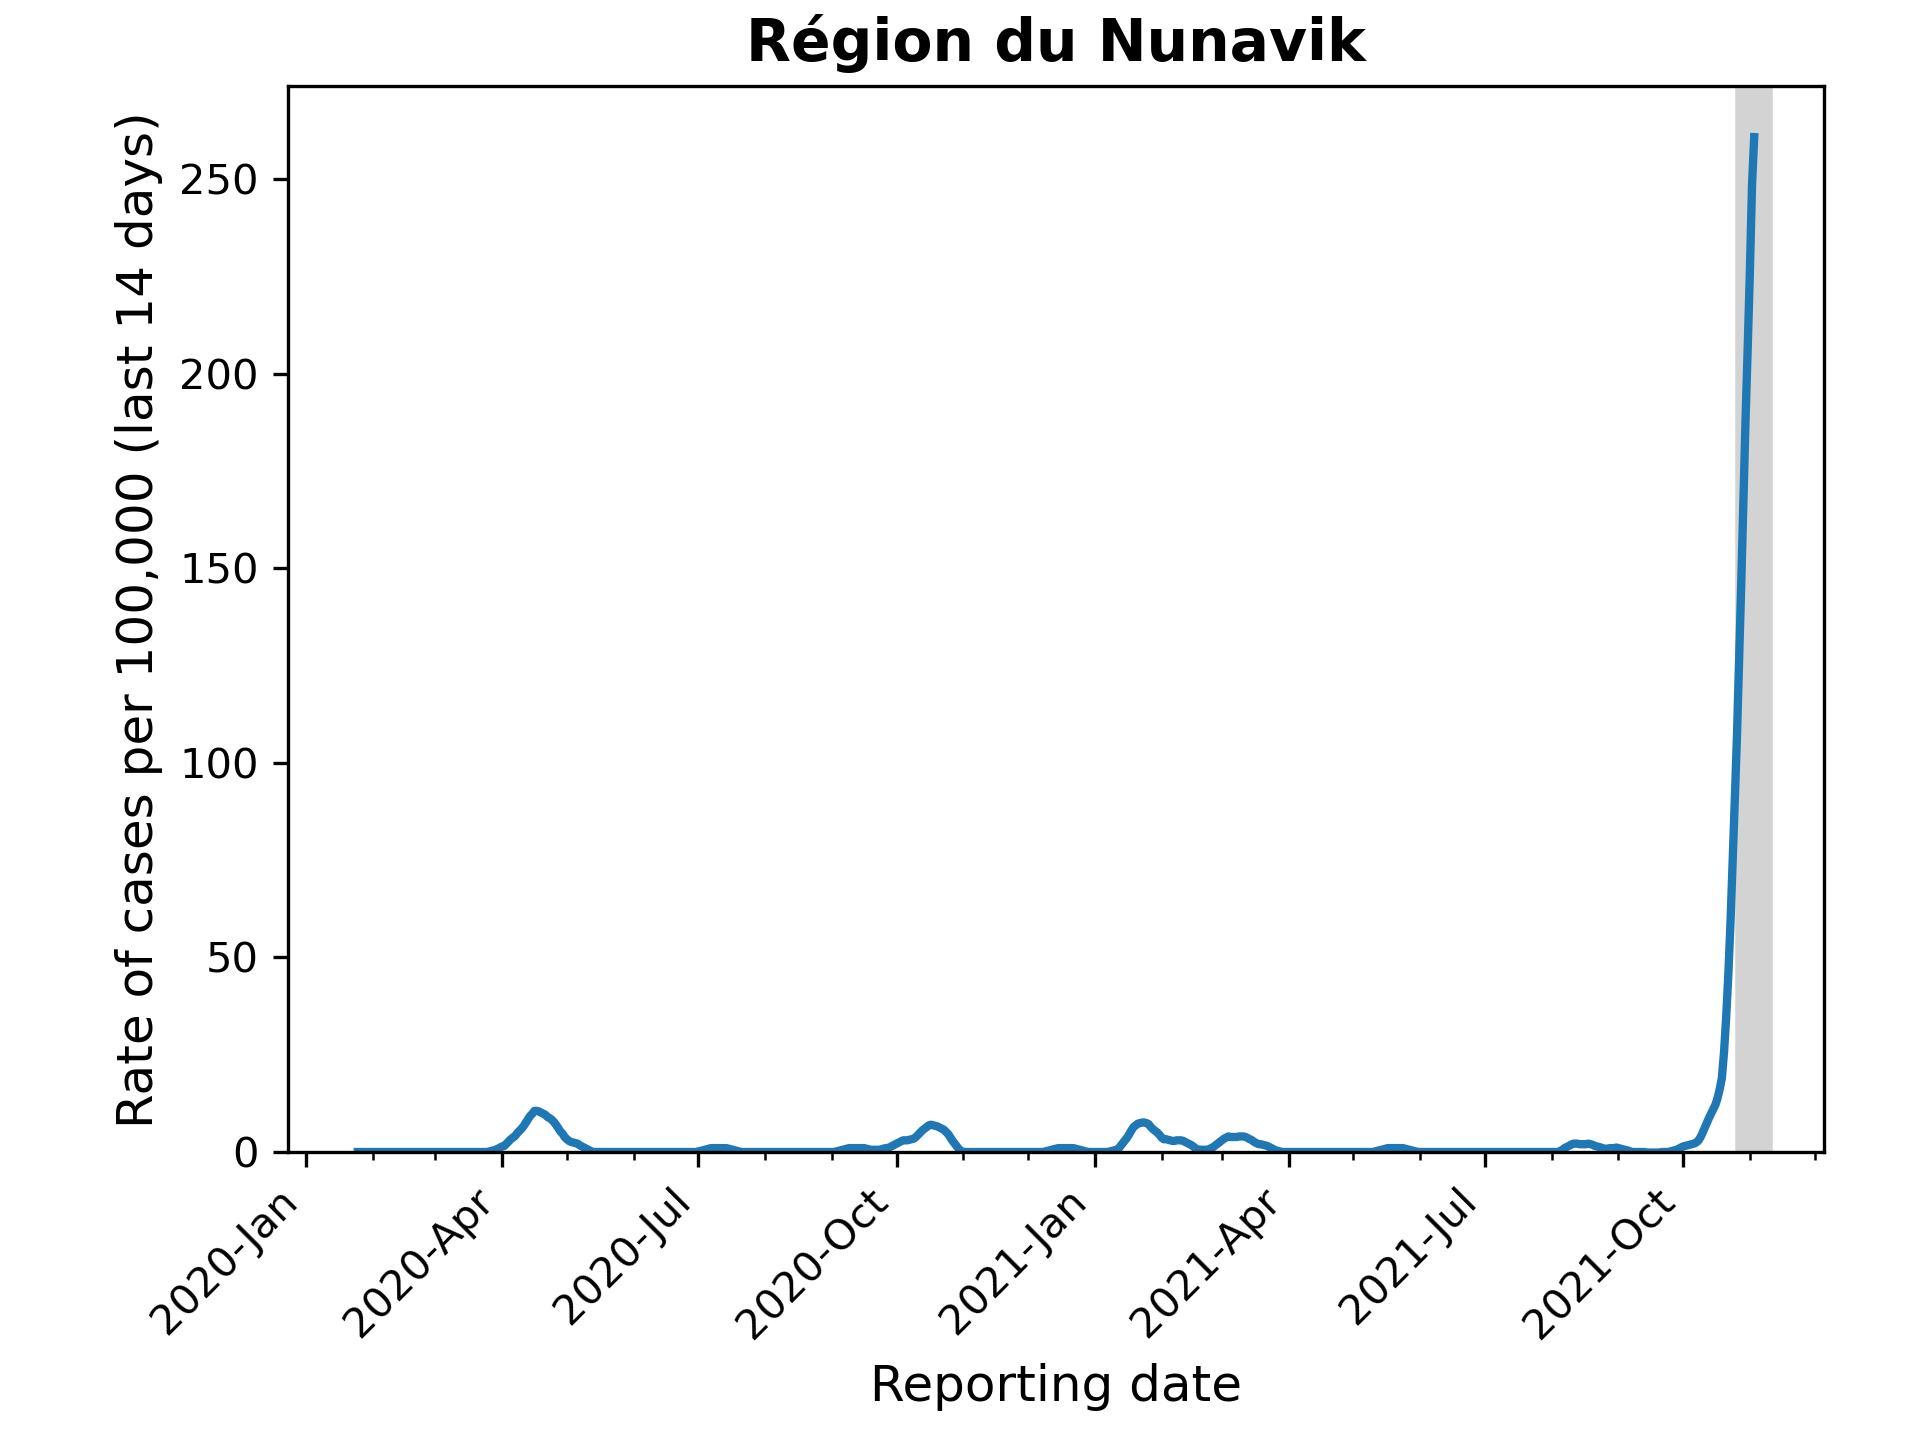 Région du Nunavik
Rate of cases per 100,000 (last 14 days)
250
200
150
100
50
0
2020-Jan
2020-Apr
2020-Jul
2020-Oct
2021-Jan
2021-Apr
2021-Jul
2021-Oct
Reporting date